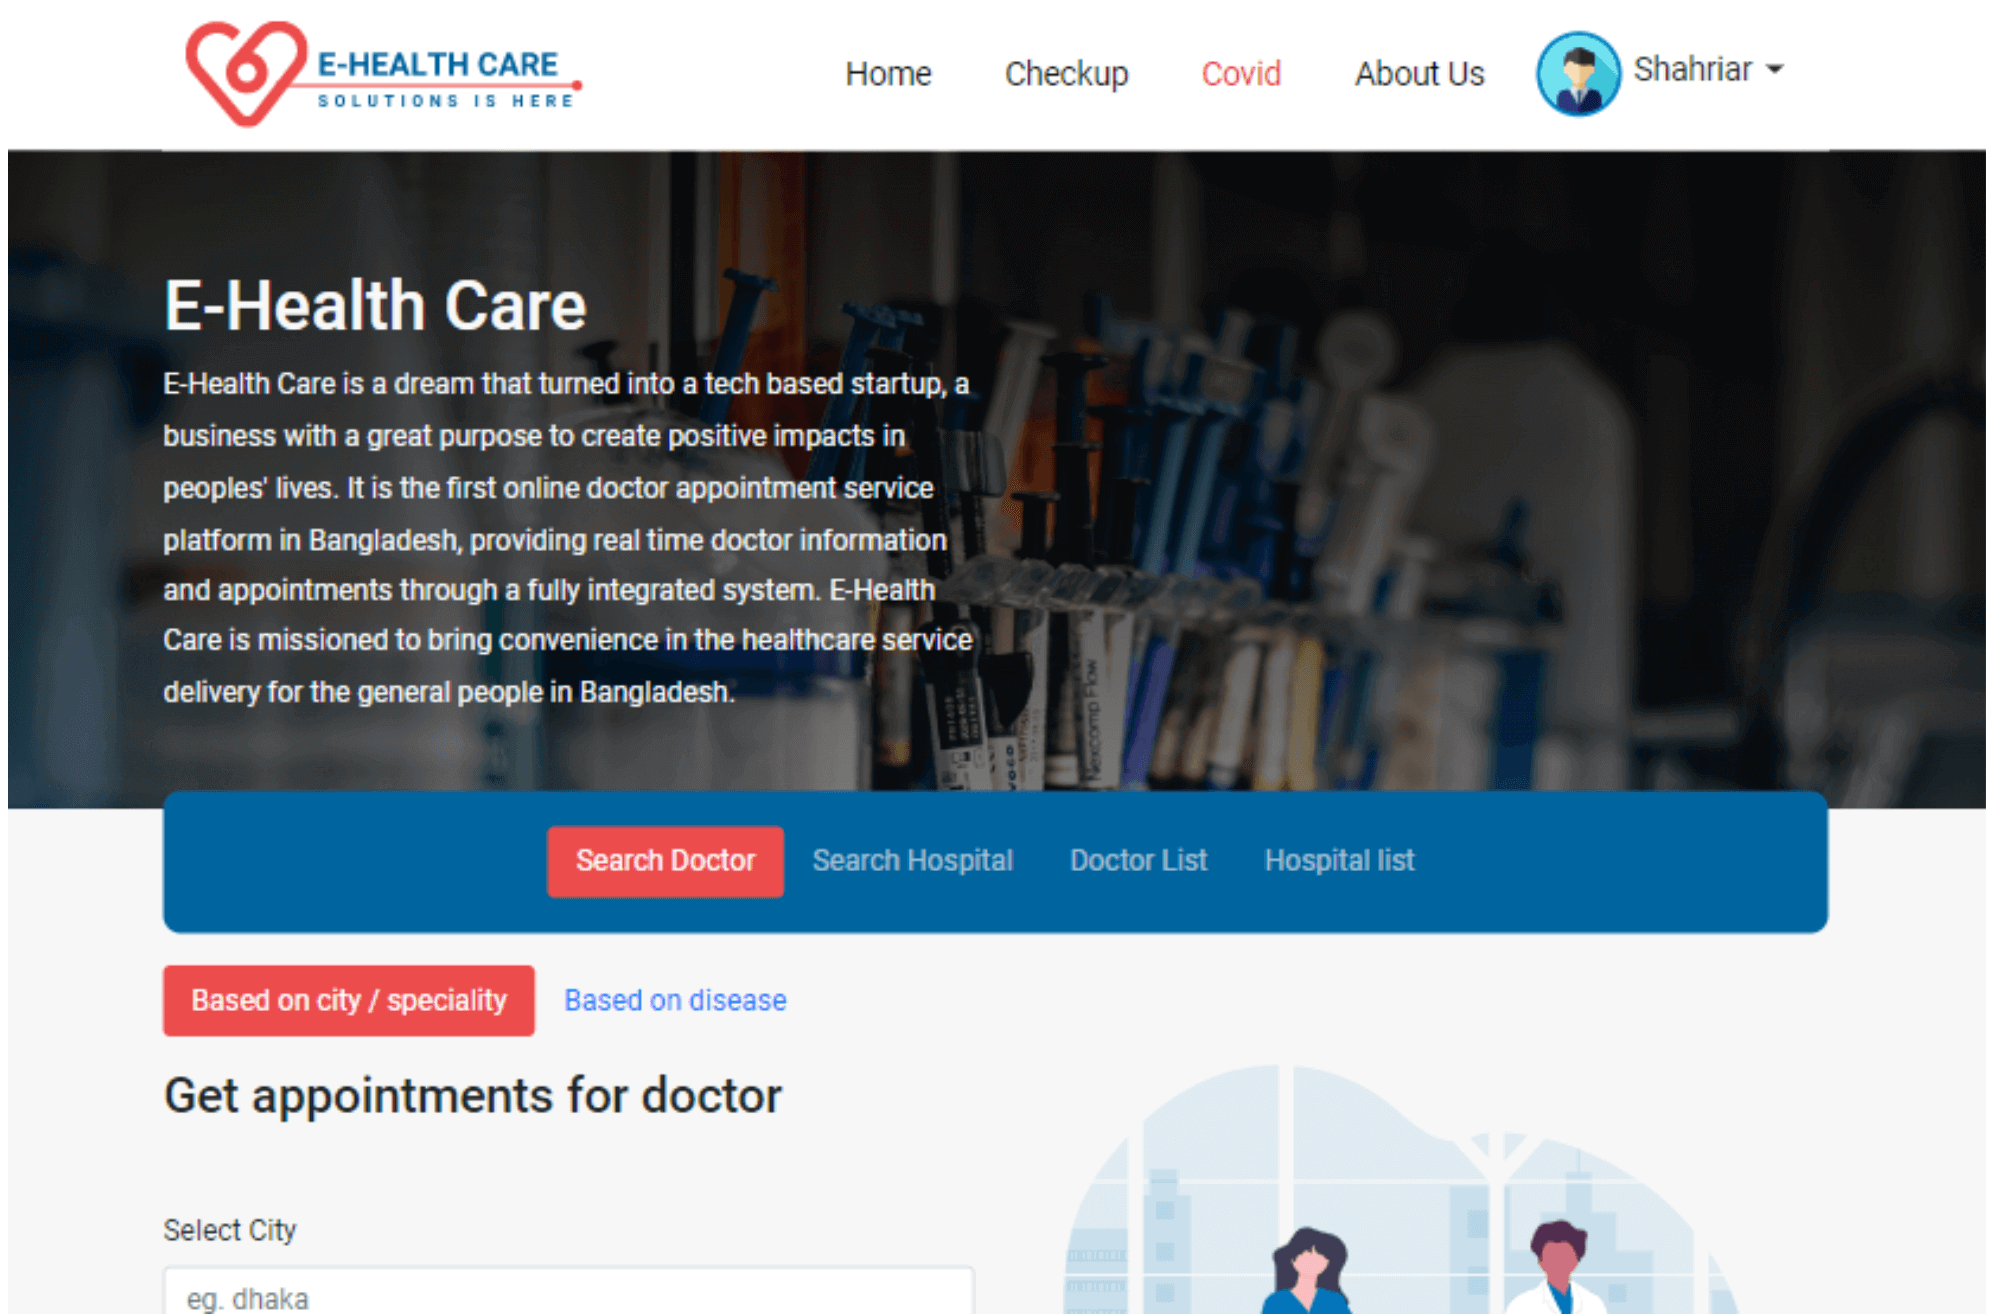 E-HEALTH CARE
SOLUTIONS IS HERE
Home Checkup Covid About Us Shahriar
E-Health Care
E-Health Care is a dream that turned into a tech based startup, a
business with a great purpose to create positive impacts in
peoples' lives. It is the first online doctor appointment service
platform in Bangladesh, providing real time doctor information
and appointments through a fully integrated system. E-Health
Care is missioned to bring convenience in the healthcare service
delivery for the general people in Bangladesh.
Nexcomp Flow
Search Doctor Search Hospital Doctor List Hospital list
Based on city / speciality Based on disease
Get appointments for doctor
Select City
eg. dhaka